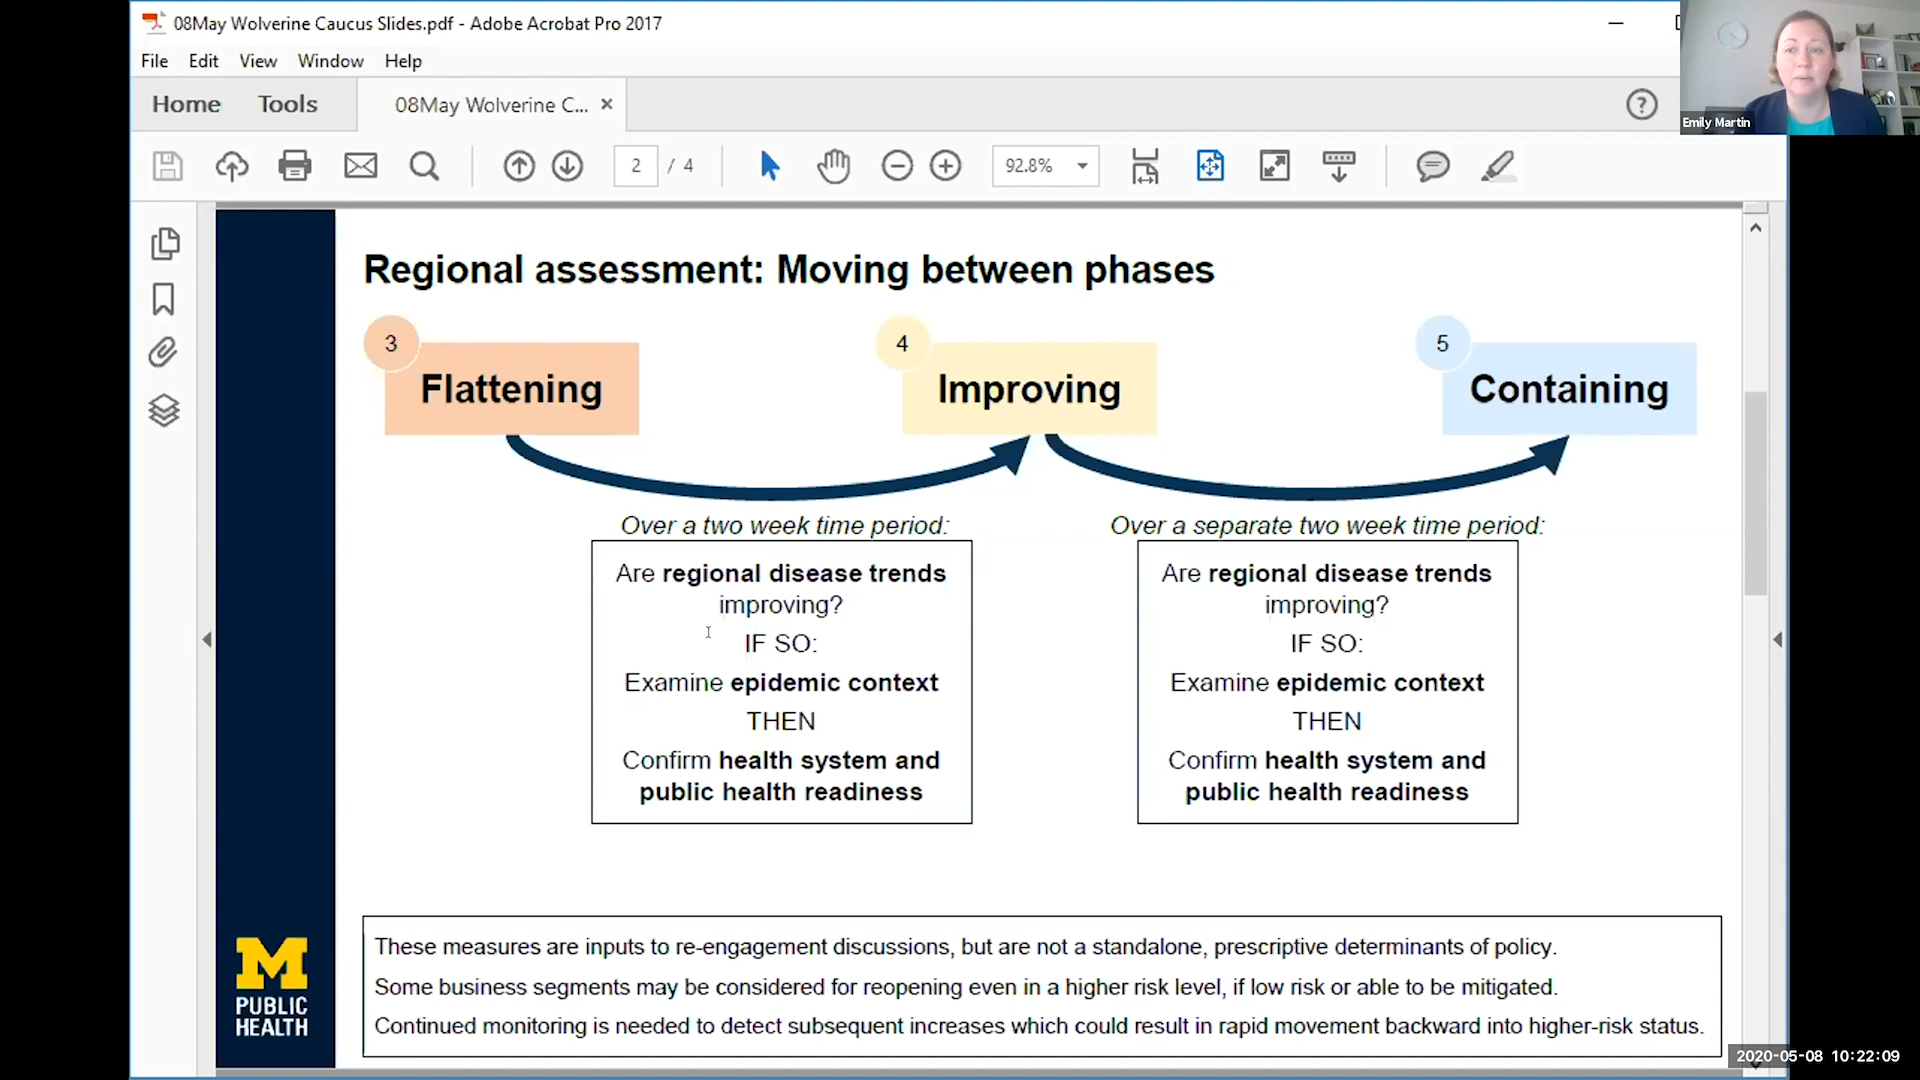 08May Wolverine Caucus Slides.pdf - Adobe Acrobat Pro 2017
File Edit View Window Help
Home Tools 08May Wolverine C... ×
Emily Martin
2 / 4 92.8%
Regional assessment: Moving between phases
3 4 5
Flattening Improving Containing
Over a two week time period: Over a separate two week time period:
Are regional disease trends
improving?
IF SO:
Examine epidemic context
THEN
Confirm health system and
public health readiness
Are regional disease trends
improving?
IF SO:
Examine epidemic context
THEN
Confirm health system and
public health readiness
These measures are inputs to re-engagement discussions, but are not a standalone, prescriptive determinants of policy.
Some business segments may be considered for reopening even in a higher risk level, if low risk or able to be mitigated.
Continued monitoring is needed to detect subsequent increases which could result in rapid movement backward into higher-risk status.
M
PUBLIC
HEALTH
2020-05-08 10:22:09